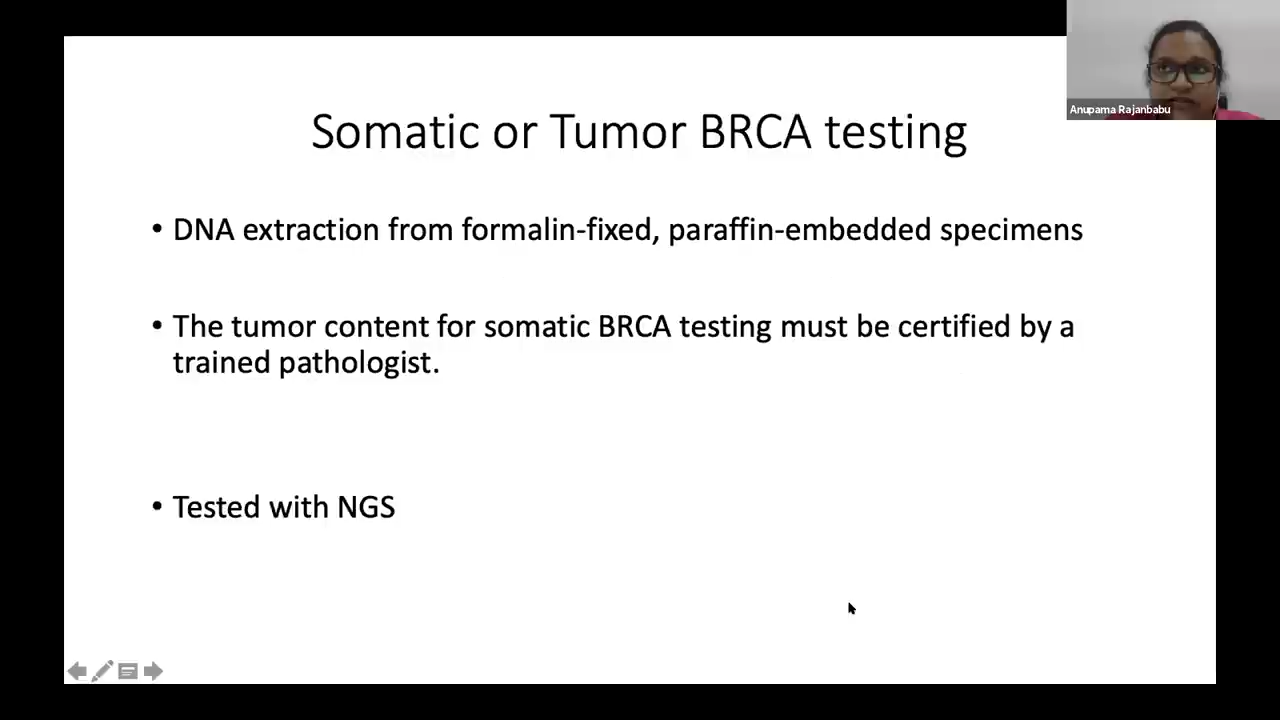 Anupama Rajanbabu
Somatic or Tumor BRCA testing
• DNA extraction from formalin-fixed, paraffin-embedded specimens
• The tumor content for somatic BRCA testing must be certified by a
trained pathologist.
• Tested with NGS